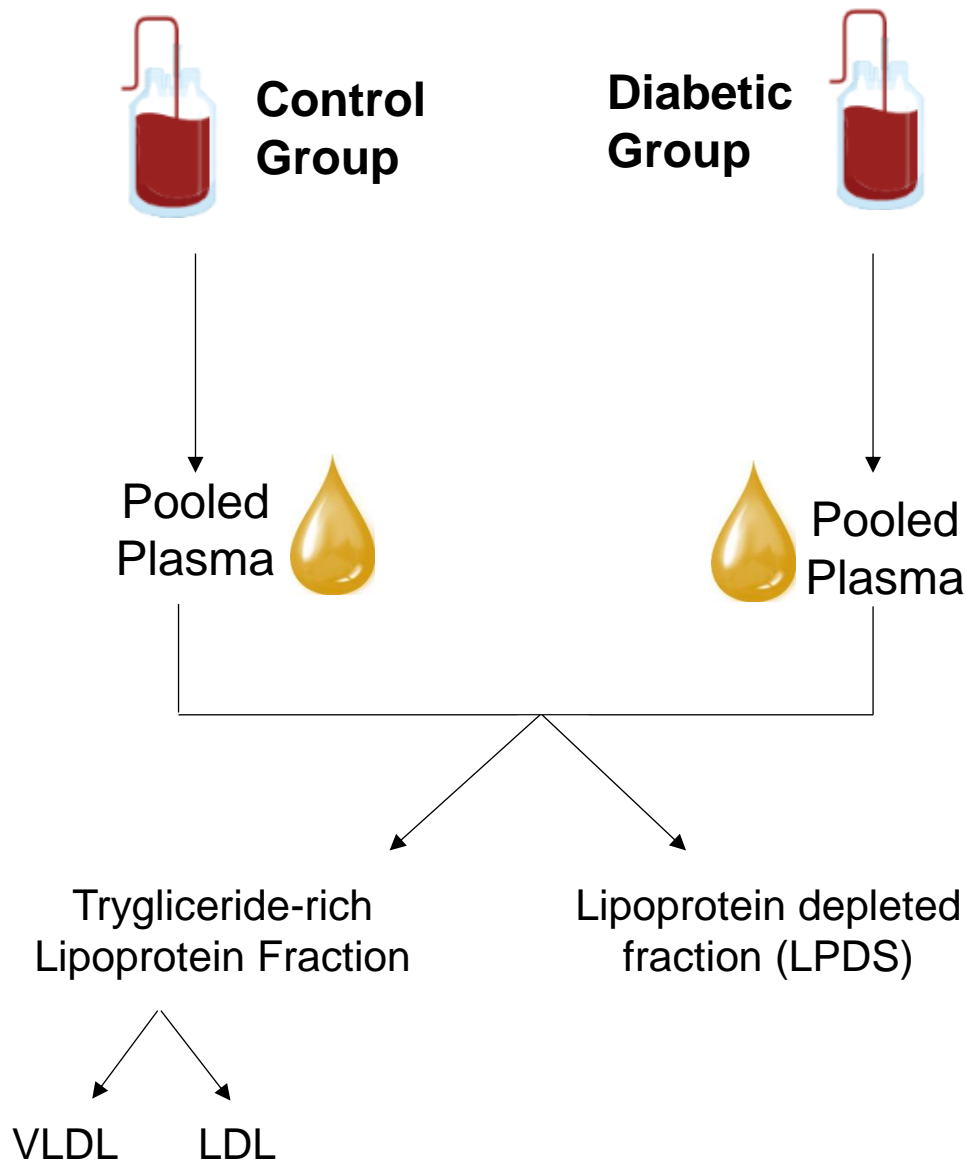 Control
Group
Diabetic
Group
Pooled
Plasma
Pooled
Plasma
Trygliceride-rich
Lipoprotein Fraction
Lipoprotein depleted
fraction (LPDS)
VLDL
LDL